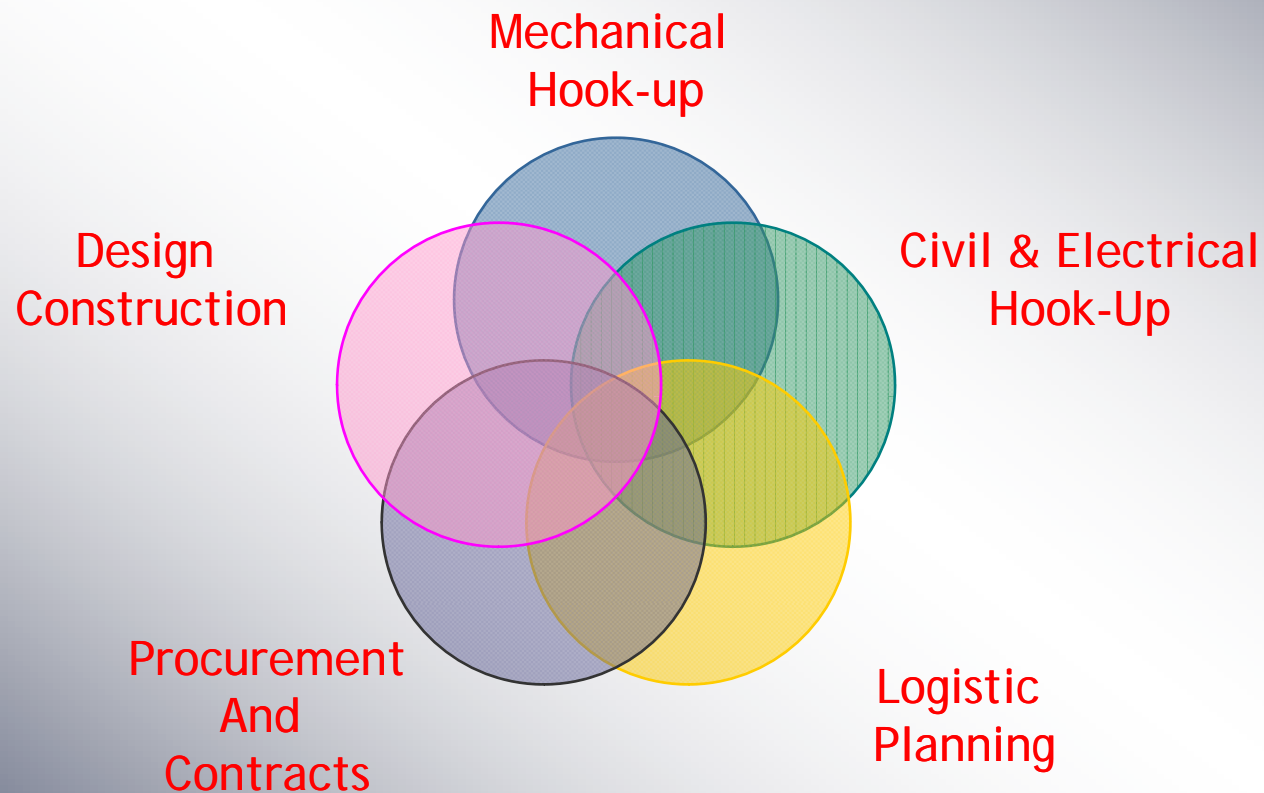 Mechanical
Hook-up
Design
Construction
Civil & Electrical
Hook-Up
Procurement
And
Contracts
Logistic
Planning